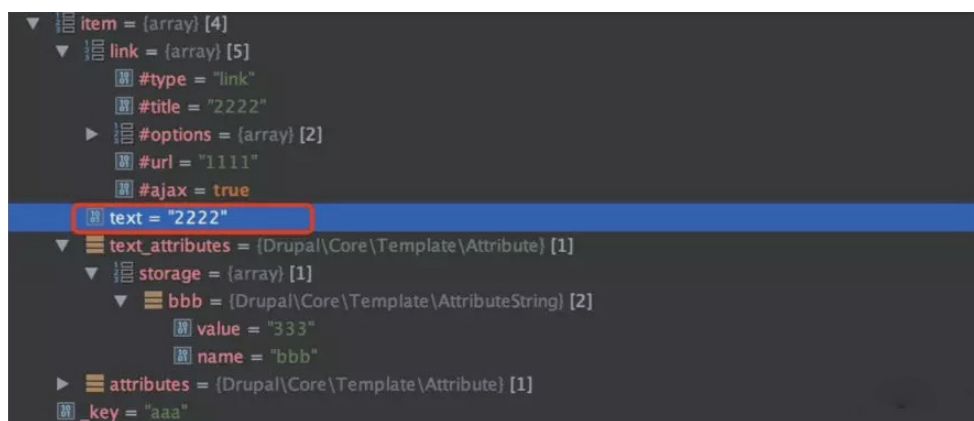 item = {array} [4]
link = {array} [5]
#type = "link"
#title = "2222"
#options = {array} [2]
#url = "1111"
#ajax = true
text = "2222"
text_attributes = {Drupal\Core\Template\Attribute} [1]
storage = {array} [1]
bbb = {Drupal\Core\Template\AttributeString} [2]
value = "333"
name = "bbb"
attributes = {Drupal\Core\Template\Attribute} [1]
_key = "aaa"